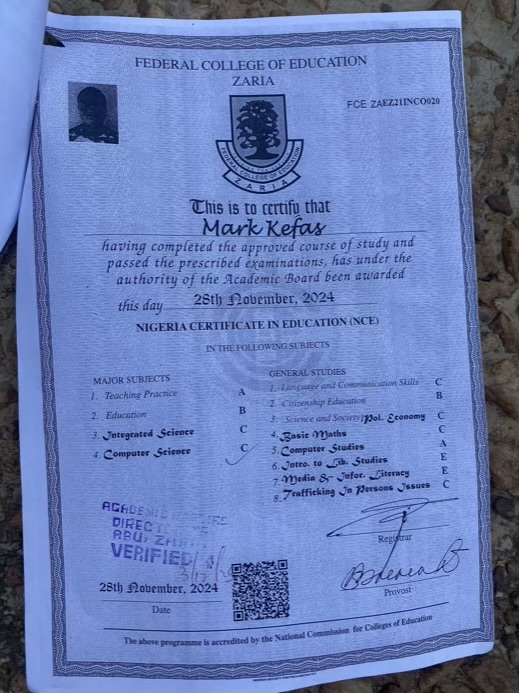 FEDERAL COLLEGE OF EDUCATION
ZARIA
FCE ZAEZ21INCO020
FEDERAL COLLEGE OF EDUCATION
ZARIA
This is to certify that
Mark Kefas
having completed the approved course of study and
passed the prescribed examinations, has under the
authority of the Academic Board been awarded
this day 28th November, 2024
NIGERIA CERTIFICATE IN EDUCATION (NCE)
IN THE FOLLOWING SUBJECTS
MAJOR SUBJECTS
1. Teaching Practice A
2. Education B
3. Integrated Science C
4. Computer Science C
GENERAL STUDIES
1. Language and Communication Skills C
2. Citizenship Education B
3. Science and Society/Pol. Economy C
4. Basic Maths C
5. Computer Studies A
6. Intro. to Lib. Studies E
7. Media & Infor. Literacy E
8. Trafficking In Persons Issues C
ABU, ZARIA
VERIFIED
Registrar
28th November, 2024
Date
Provost
The above programme is accredited by the National Commission for Colleges of Education